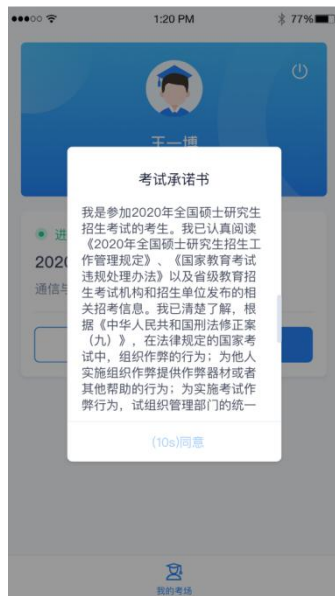 1:20 PM
77%
王一博
考试承诺书
我是参加2020年全国硕士研究生
招生考试的考生。我已认真阅读
《2020年全国硕士研究生招生工
作管理规定》、《国家教育考试
违规处理办法》以及省级教育招
生考试机构和招生单位发布的相
关招考信息。我已清楚了解，根
据《中华人民共和国刑法修正案
（九）》，在法律规定的国家考
试中，组织作弊的行为；为他人
实施组织作弊提供作弊器材或者
其他帮助的行为；为实施考试作
弊行为，试组织管理部门的统一
进
202
通信与
(10s)同意
我的考场